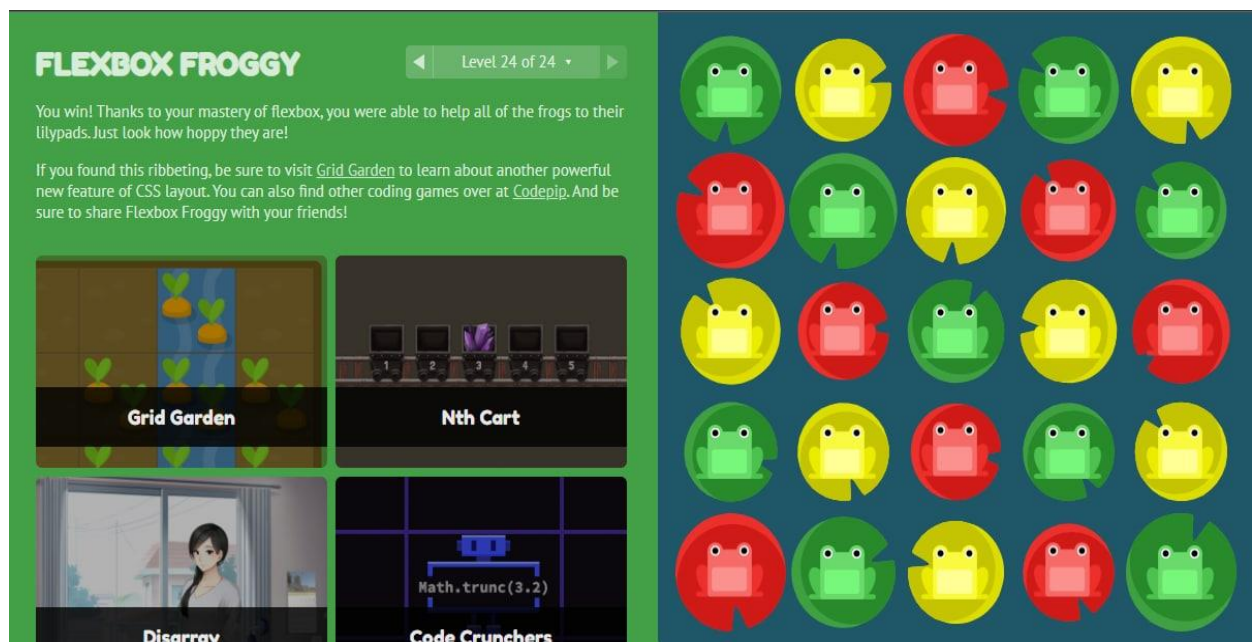 FLEXBOX FROGGY
Level 24 of 24
You win! Thanks to your mastery of flexbox, you were able to help all of the frogs to their
lilypads. Just look how hoppy they are!
If you found this ribbeting, be sure to visit Grid Garden to learn about another powerful
new feature of CSS layout. You can also find other coding games over at Codepip. And be
sure to share Flexbox Froggy with your friends!
1 2 3 4 5
Grid Garden
Nth Cart
Math.trunc(3.2)
Disarray
Code Crunchers